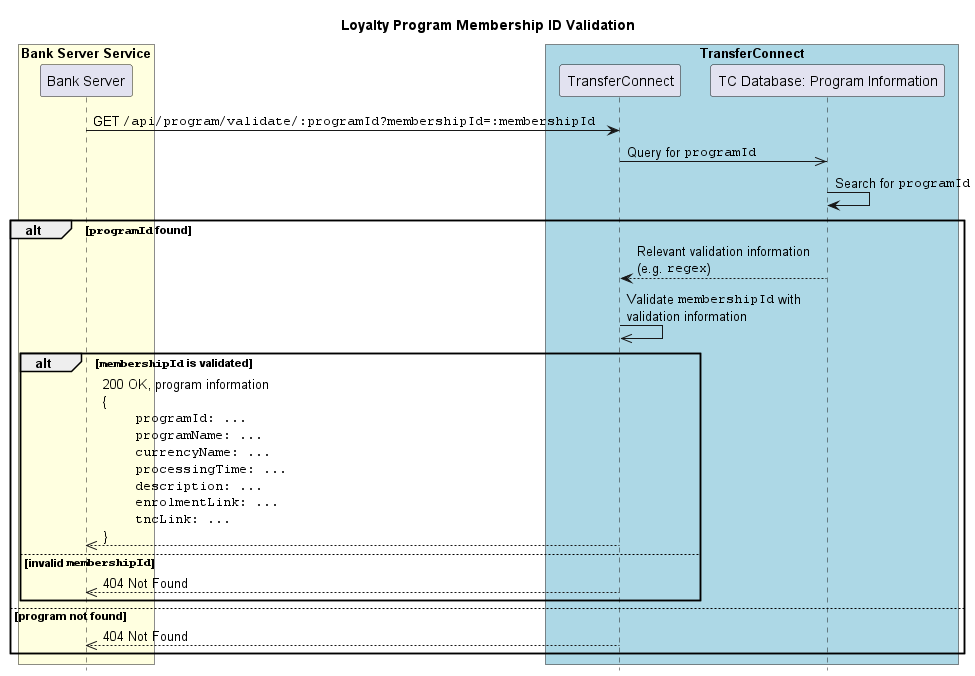 Loyalty Program Membership ID Validation
Bank Server Service
TransferConnect
Bank Server
TransferConnect
TC Database: Program Information
GET /api/program/validate/:programId?membershipId=:membershipId
Query for programId
Search for programId
alt
[programId found]
Relevant validation information
(e.g. regex)
Validate membershipId with
validation information
alt
[membershipId is validated]
200 OK, program information
{
programId: ...
programName: ...
currencyName: ...
processingTime: ...
description: ...
enrolmentLink: ...
tncLink: ...
}
[invalid membershipId]
404 Not Found
[program not found]
404 Not Found